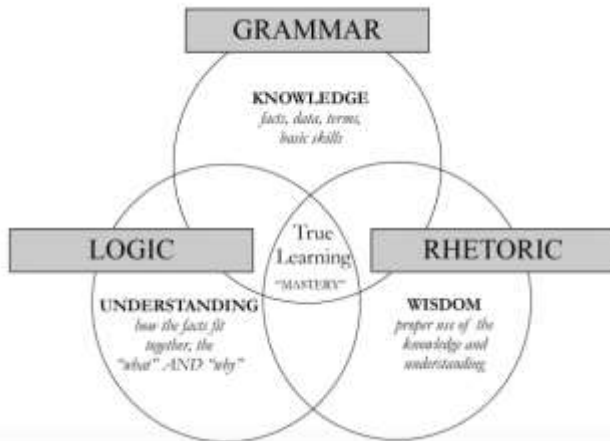 GRAMMAR
KNOWLEDGE
facts, data, terms,
basic skills
LOGIC
True
Learning
"MASTERY"
RHETORIC
UNDERSTANDING
how the facts fit
together, the
"what" AND "why"
WISDOM
proper use of the
knowledge and
understanding